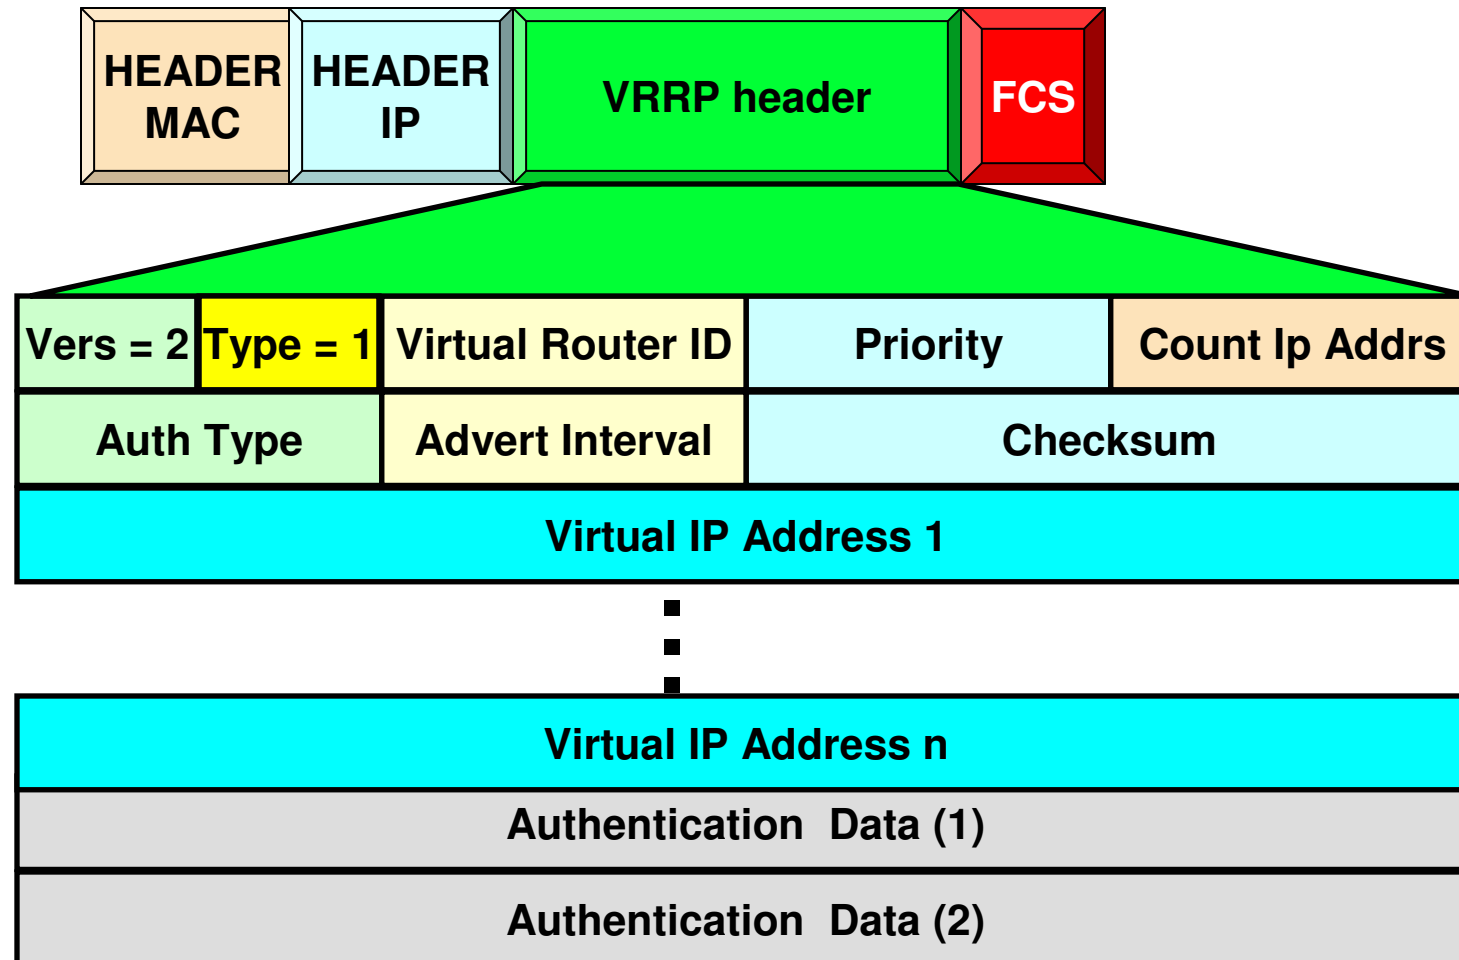 HEADER
MAC
HEADER
IP
VRRP header
FCS
Vers = 2
Type = 1
Virtual Router ID
Priority
Count Ip Addrs
Auth Type
Advert Interval
Checksum
Virtual IP Address 1
Virtual IP Address n
Authentication  Data (1)
Authentication  Data (2)